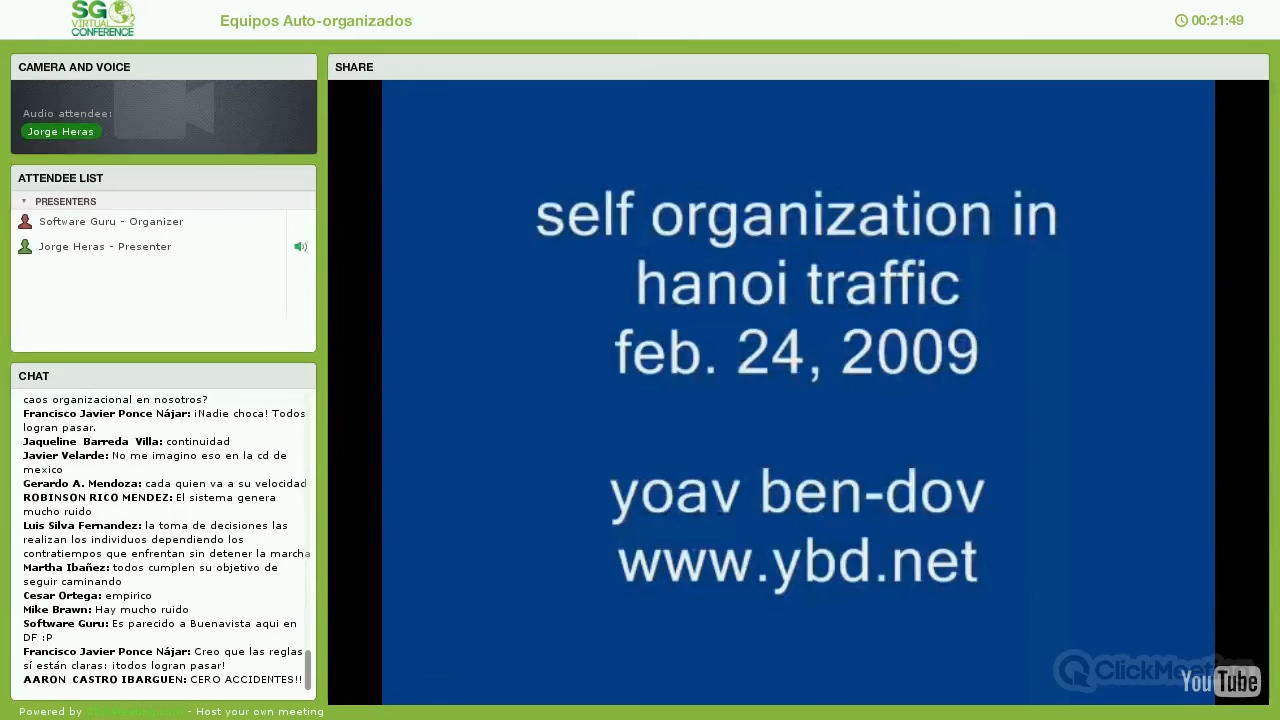 SG
VIRTUAL
CONFERENCE
Equipos Auto-organizados
00:21:49
CAMERA AND VOICE
Audio attendee:
Jorge Heras
ATTENDEE LIST
PRESENTERS
Software Guru - Organizer
Jorge Heras - Presenter
CHAT
caos organizacional en nosotros?
Francisco Javier Ponce Nájar: ¡Nadie choca! Todos
logran pasar.
Jaqueline Barreda Villa: continuidad
Javier Velarde: No me imagino eso en la cd de
mexico
Gerardo A. Mendoza: cada quien va a su velocidad
ROBINSON RICO MENDEZ: El sistema genera
mucho ruido
Luis Silva Fernandez: la toma de decisiones las
realizan los individuos dependiendo los
contratiempos que enfrentan sin detener la marcha
Martha Ibañez: todos cumplen su objetivo de
seguir caminando
Cesar Ortega: empirico
Mike Brawn: Hay mucho ruido
Software Guru: Es parecido a Buenavista aqui en
DF :P
Francisco Javier Ponce Nájar: Creo que las reglas
sí están claras: ¡todos logran pasar!
AARON CASTRO IBARGUEN: CERO ACCIDENTES!!
Powered by
- Host your own meeting
SHARE
self organization in
hanoi traffic
feb. 24, 2009
yoav ben-dov
www.ybd.net
ClickMeeting
YouTube